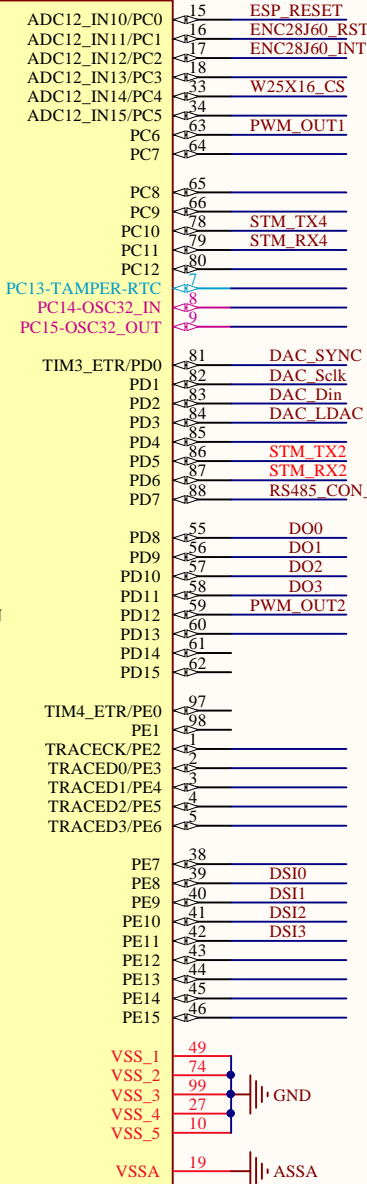 ADC12_IN10/PC0 15 ESP_RESET
ADC12_IN11/PC1 16 ENC28J60_RST
ADC12_IN12/PC2 17 ENC28J60_INT
ADC12_IN13/PC3 18
ADC12_IN14/PC4 33 W25X16_CS
ADC12_IN15/PC5 34
PC6 63 PWM_OUT1
PC7 64
PC8 65
PC9 66
PC10 78 STM_TX4
PC11 79 STM_RX4
PC12 80
PC13-TAMPER-RTC 7
PC14-OSC32_IN 8
PC15-OSC32_OUT 9
TIM3_ETR/PD0 81 DAC_SYNC
PD1 82 DAC_Sclk
PD2 83 DAC_Din
PD3 84 DAC_LDAC
PD4 85
PD5 86 STM_TX2
PD6 87 STM_RX2
PD7 88 RS485_CON_
PD8 55 DO0
PD9 56 DO1
PD10 57 DO2
PD11 58 DO3
PD12 59 PWM_OUT2
PD13 60
PD14 61
PD15 62
TIM4_ETR/PE0 97
PE1 98
TRACECK/PE2 1
TRACED0/PE3 2
TRACED1/PE4 3
TRACED2/PE5 4
TRACED3/PE6 5
PE7 38
PE8 39 DSI0
PE9 40 DSI1
PE10 41 DSI2
PE11 42 DSI3
PE12 43
PE13 44
PE14 45
PE15 46
VSS_1 49
VSS_2 74
VSS_3 99 GND
VSS_4 27
VSS_5 10
VSSA 19 ASSA